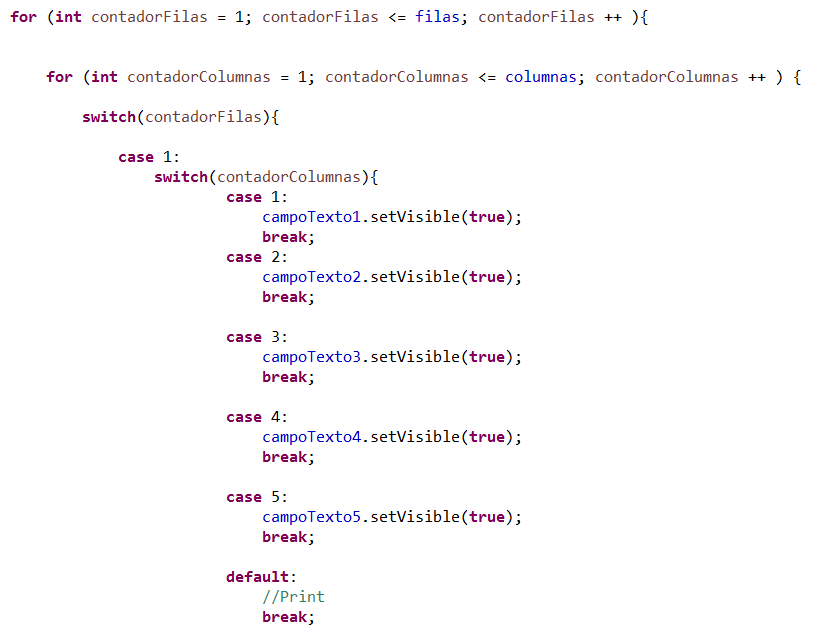 for (int contadorFilas = 1; contadorFilas <= filas; contadorFilas ++ ){
for (int contadorColumnas = 1; contadorColumnas <= columnas; contadorColumnas ++ ) {
switch(contadorFilas){
case 1:
switch(contadorColumnas){
case 1:
campoTexto1.setVisible(true);
break;
case 2:
campoTexto2.setVisible(true);
break;
case 3:
campoTexto3.setVisible(true);
break;
case 4:
campoTexto4.setVisible(true);
break;
case 5:
campoTexto5.setVisible(true);
break;
default:
//Print
break;